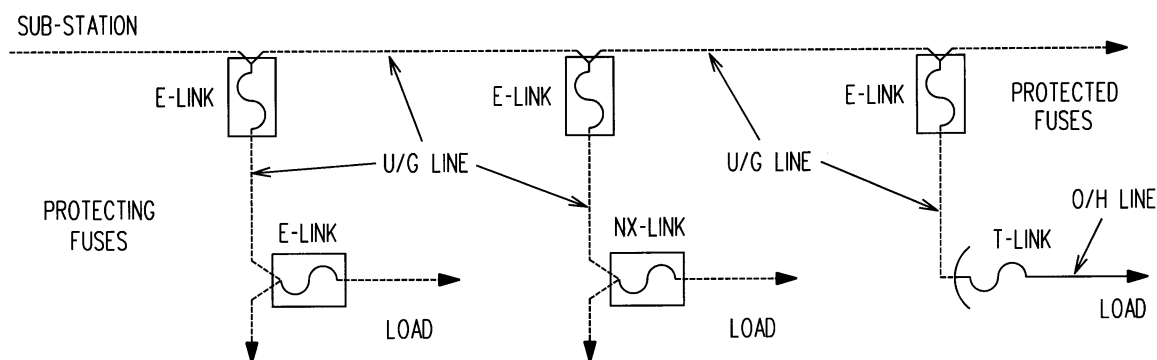 SUB-STATION
E-LINK
E-LINK
E-LINK
PROTECTED
FUSES
U/G LINE
U/G LINE
PROTECTING
FUSES
E-LINK
NX-LINK
T-LINK
O/H LINE
LOAD
LOAD
LOAD